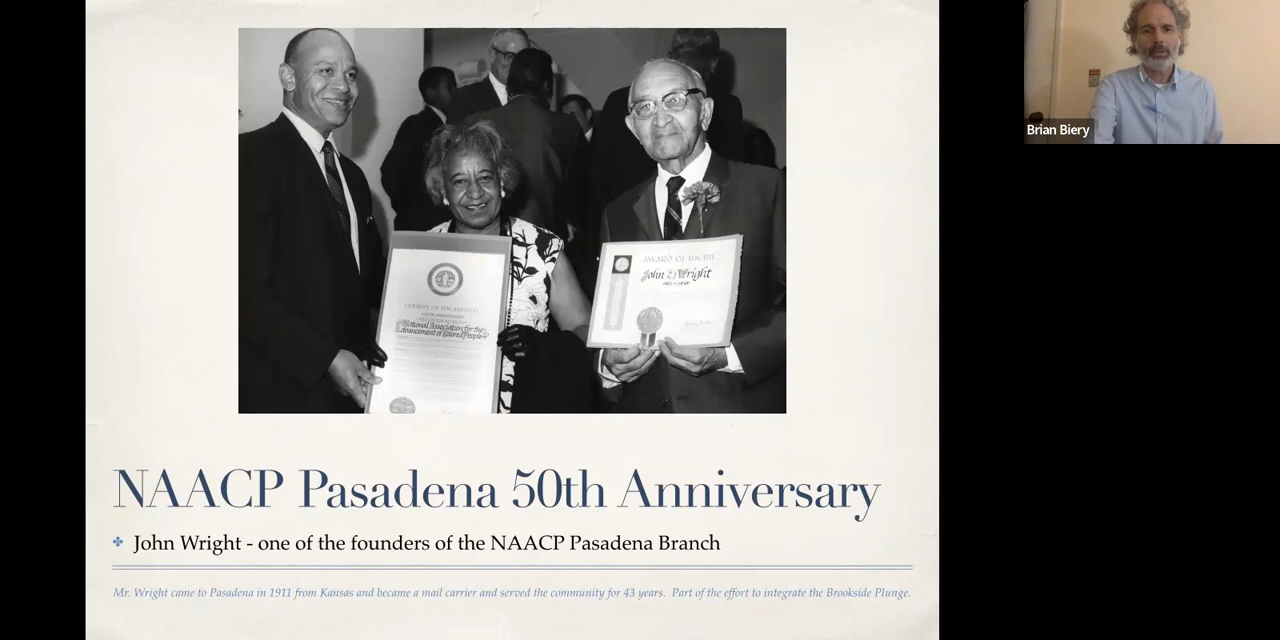 AWARD OF MERIT
John Wright
National Association for the
Advancement of Colored People
NAACP Pasadena 50th Anniversary
John Wright - one of the founders of the NAACP Pasadena Branch
Mr. Wright came to Pasadena in 1911 from Kansas and became a mail carrier and served the community for 43 years. Part of the effort to integrate the Brookside Plunge.
Brian Biery